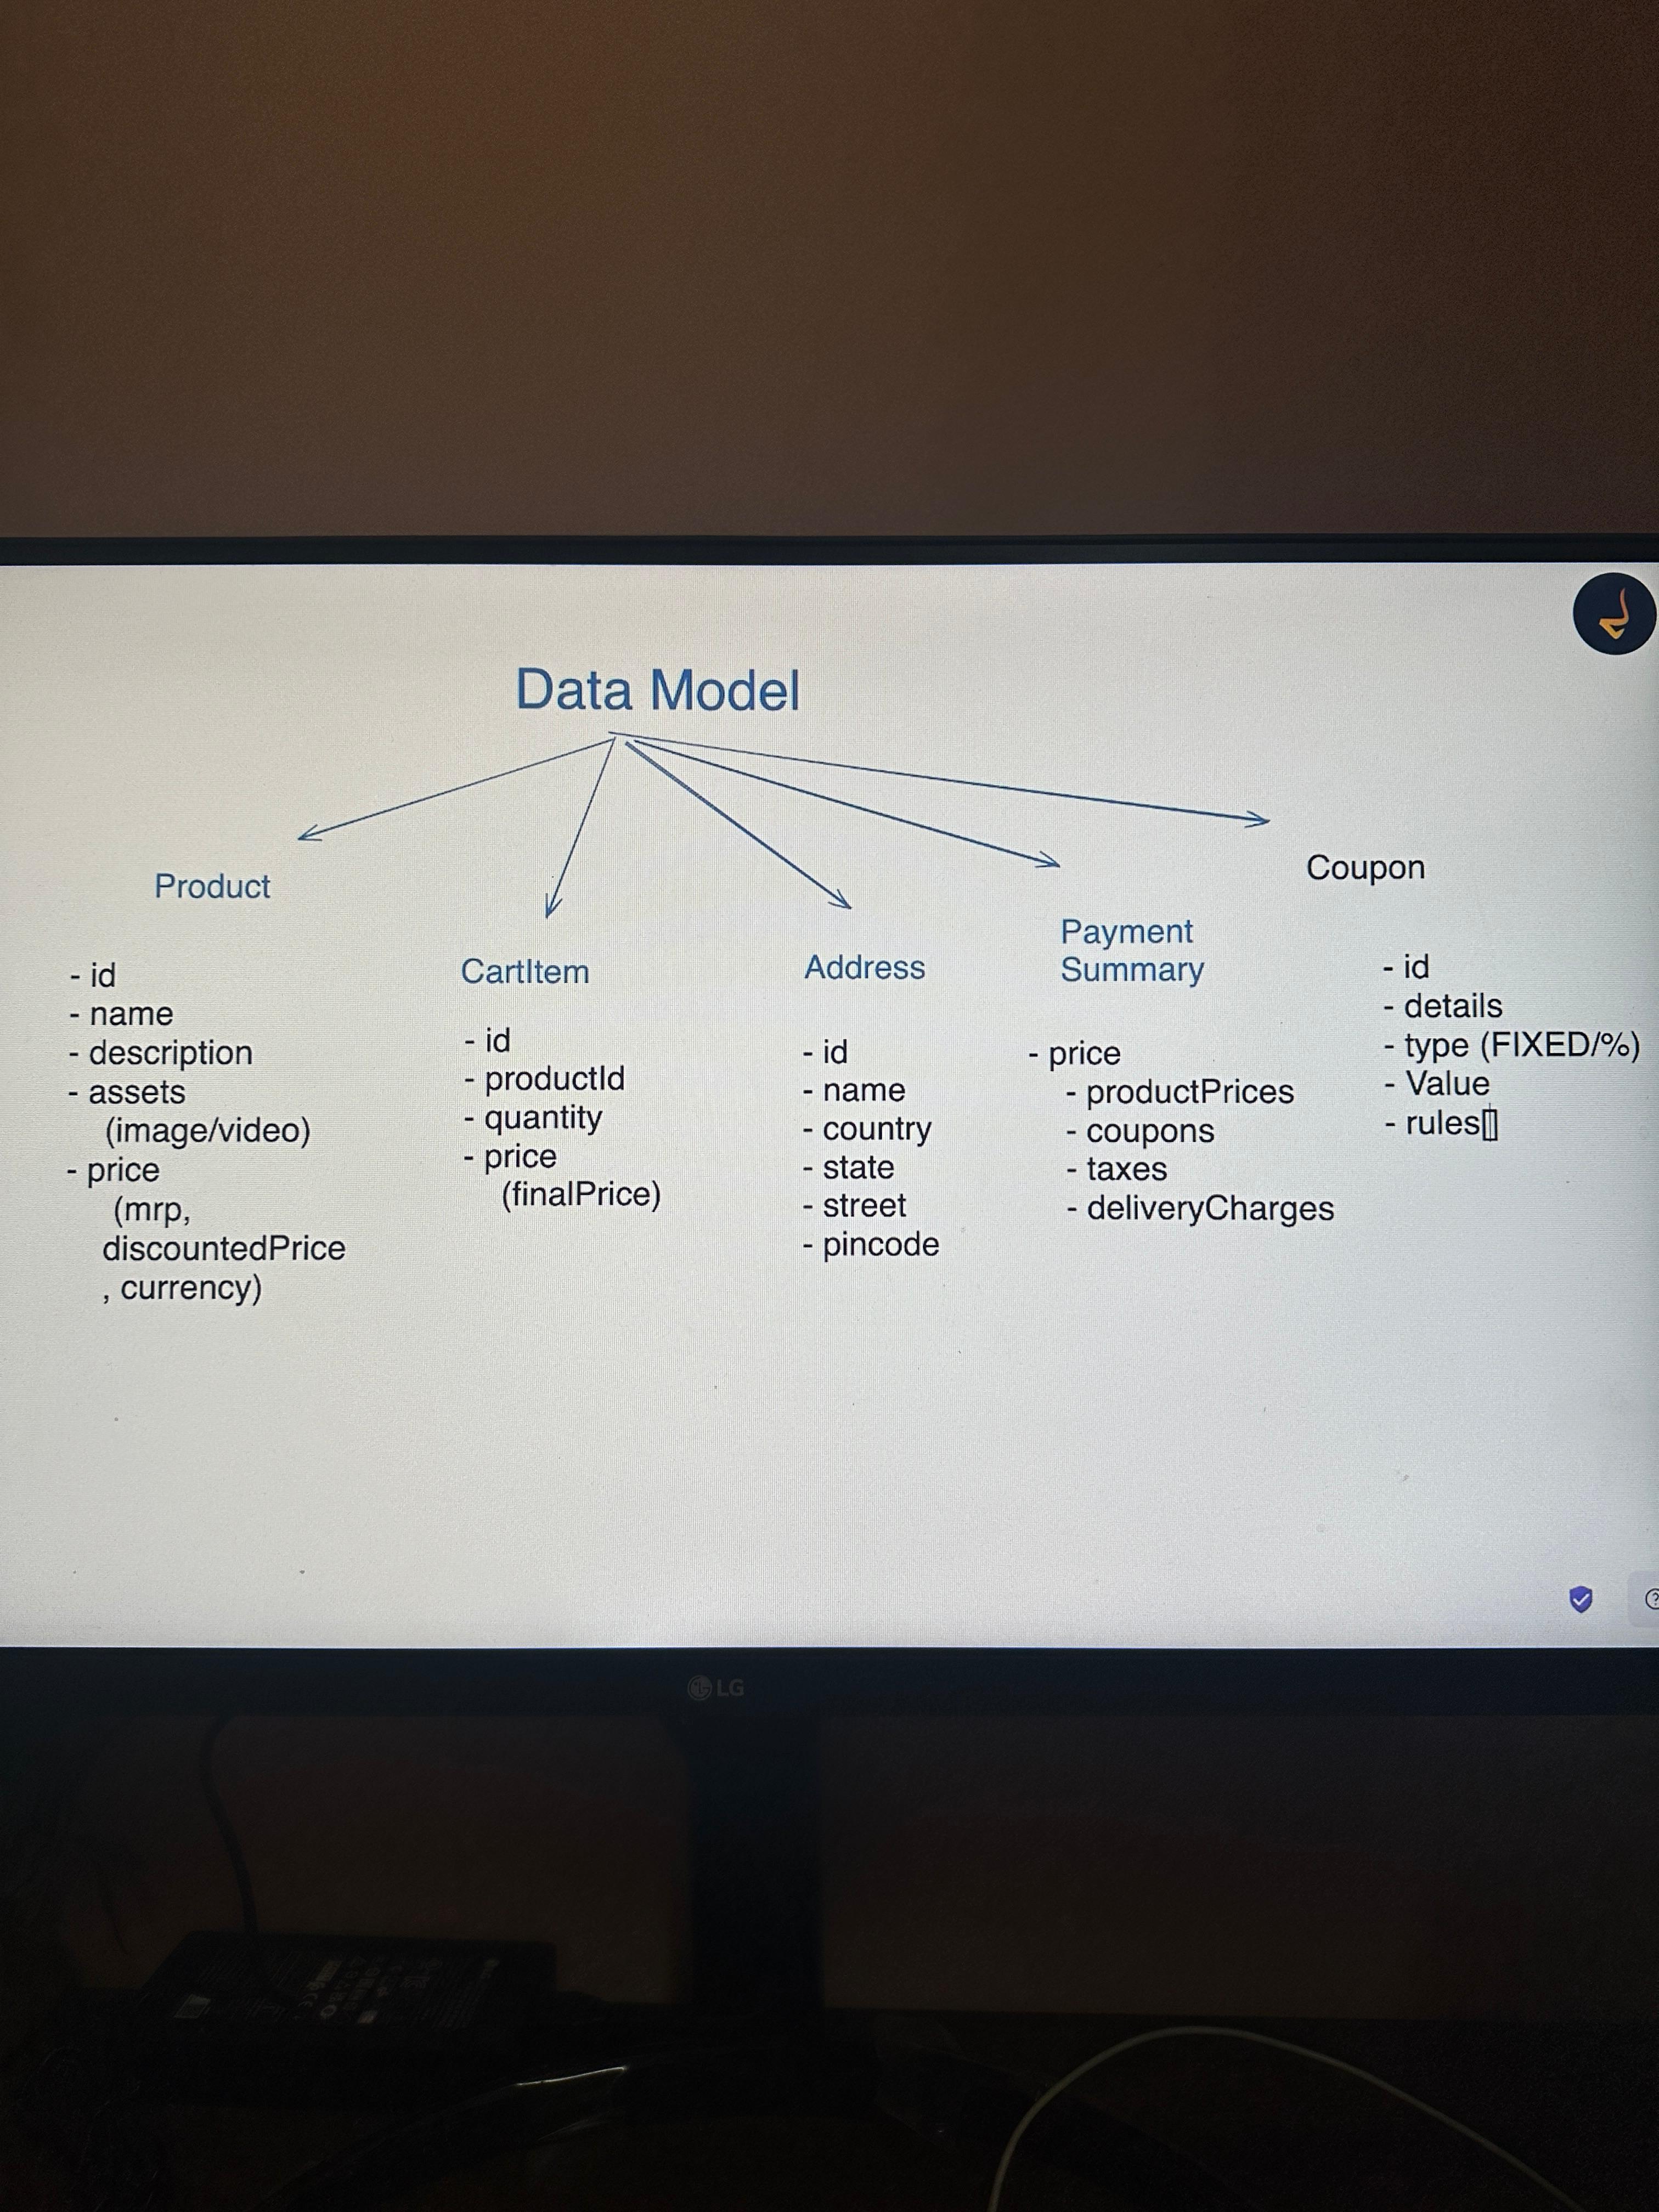 Data Model
Product
- id
- name
- description
- assets
(image/video)
- price
(mrp,
discountedPrice
, currency)
CartItem
- id
- productId
- quantity
- price
(finalPrice)
Address
- id
- name
- country
- state
- street
- pincode
Payment
Summary
- price
- productPrices
- coupons
- taxes
- deliveryCharges
Coupon
- id
- details
- type (FIXED/%)
- Value
- rules[]
LG